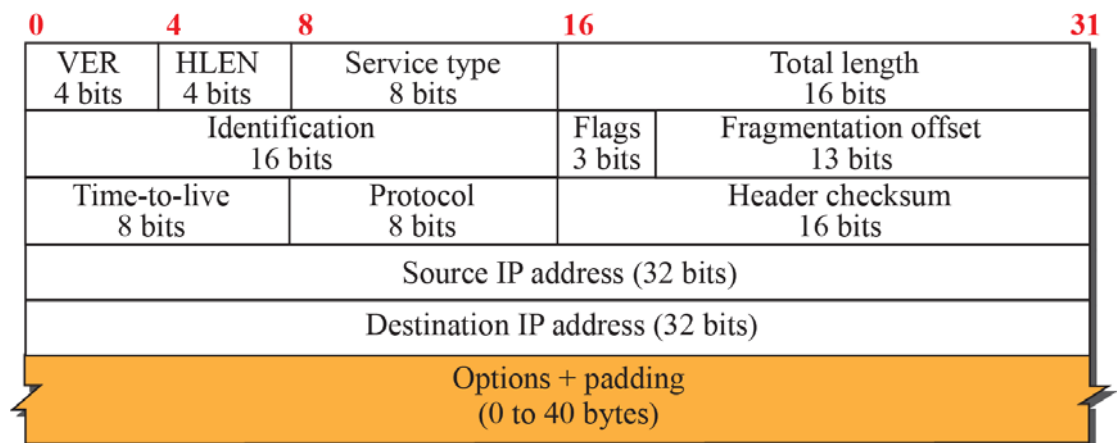 0 4 8 16 31
VER HLEN Service type Total length
4 bits 4 bits 8 bits 16 bits
Identification Flags Fragmentation offset
16 bits 3 bits 13 bits
Time-to-live Protocol Header checksum
8 bits 8 bits 16 bits
Source IP address (32 bits)
Destination IP address (32 bits)
Options + padding
(0 to 40 bytes)